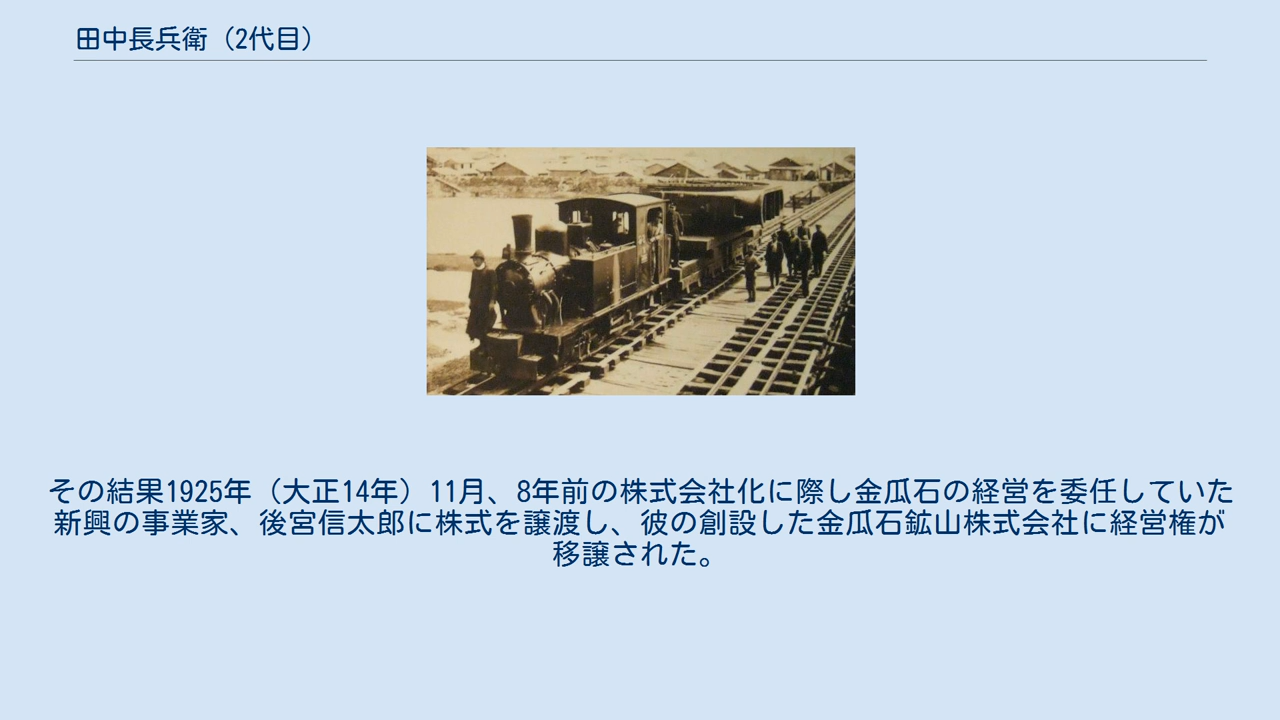 田中長兵衛（2代目）
その結果1925年（大正14年）11月、8年前の株式会社化に際し金瓜石の経営を委任していた
新興の事業家、後宮信太郎に株式を譲渡し、彼の創設した金瓜石鉱山株式会社に経営権が
移譲された。